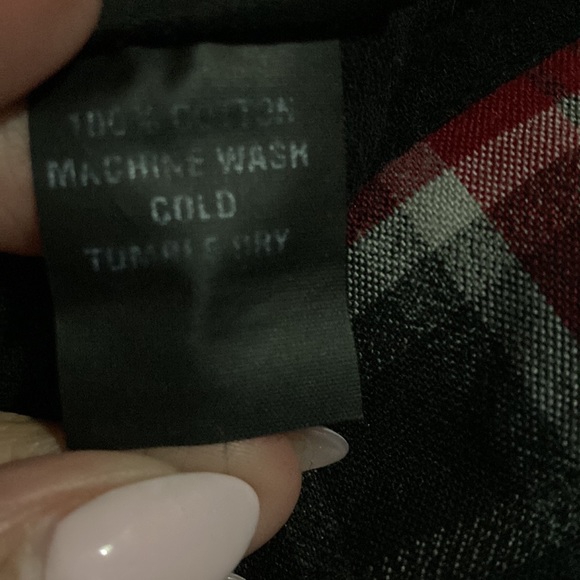 100% COTTON
MACHINE WASH
COLD
TUMBLE DRY